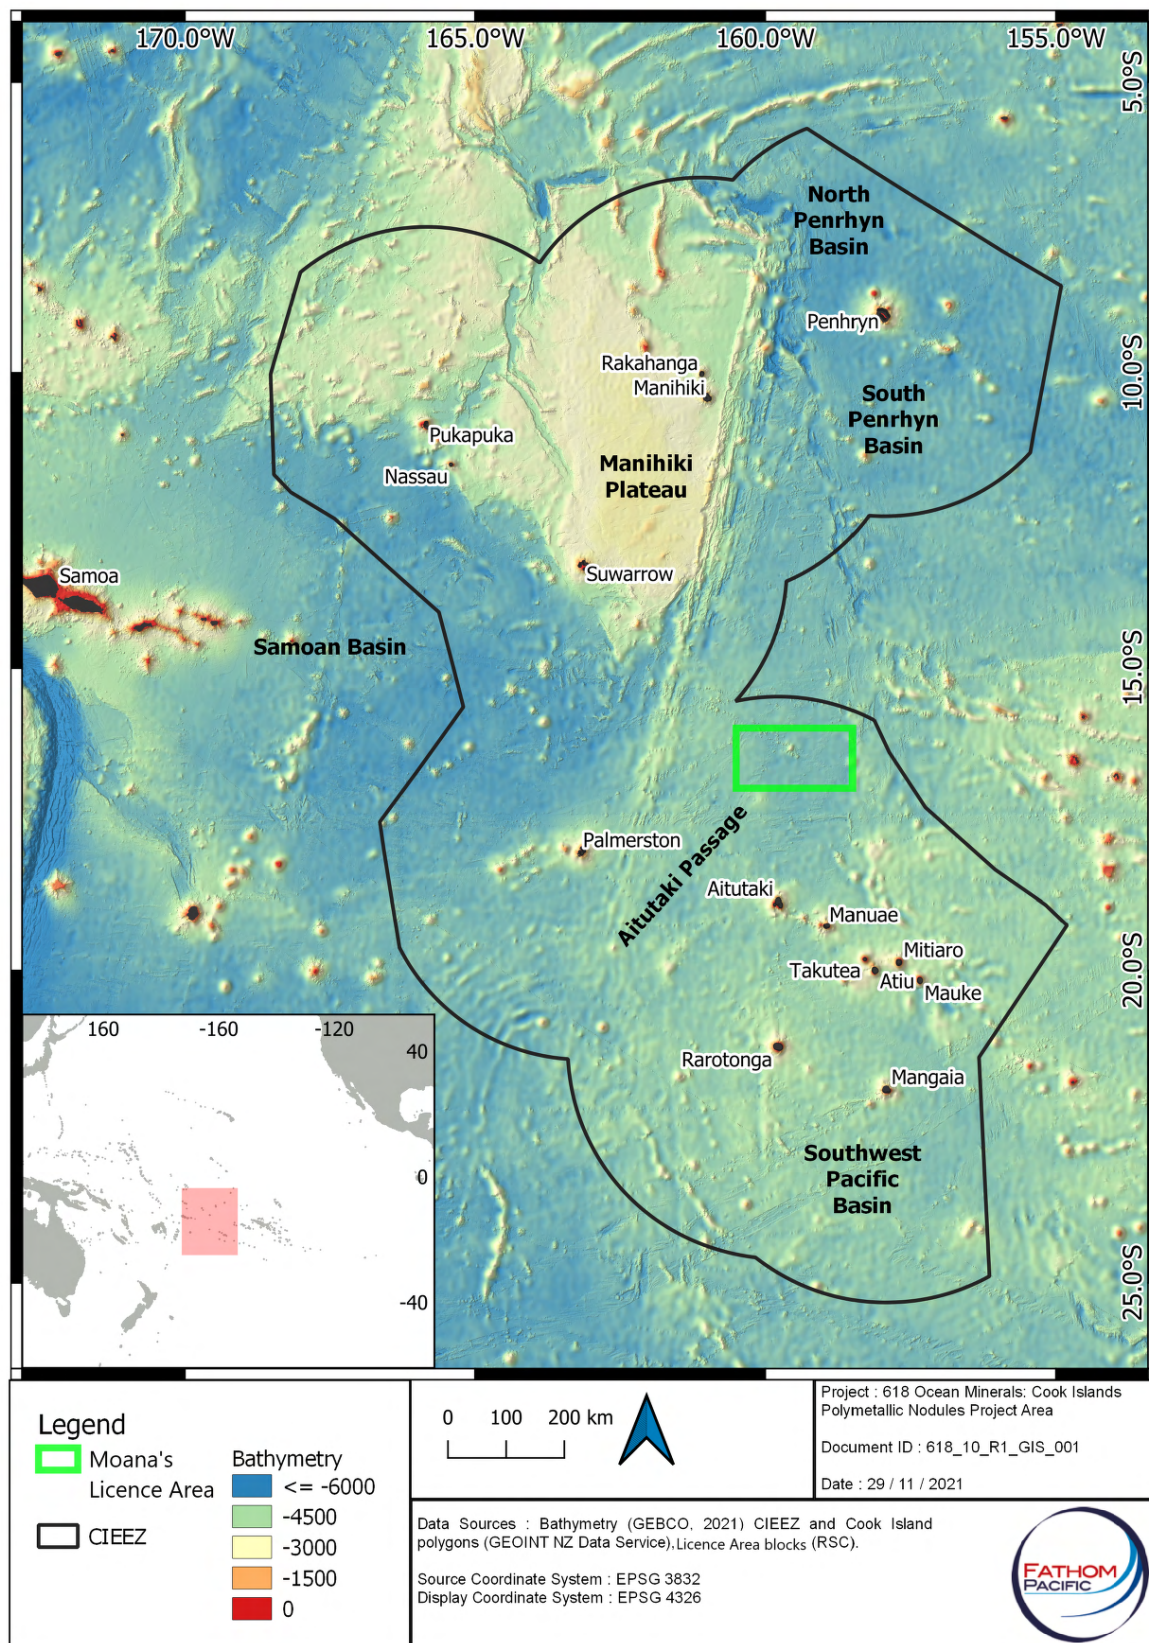 170.0°W
165.0°W
160.0°W
155.0°W
5.0°S
North
Penrhyn
Basin
Penhryn
Rakahanga
Manihiki
10.0°S
South
Penrhyn
Basin
Pukapuka
Nassau
Manihiki
Plateau
Samoa
Suwarrow
Samoan Basin
15.0°S
Palmerston
Aitutaki Passage
Aitutaki
Manuae
Mitiaro
Takutea
Atiu
Mauke
20.0°S
Rarotonga
Mangaia
Southwest
Pacific
Basin
25.0°S
160
-160
-120
40
0
-40
Legend
Moana's
Licence Area
CIEEZ
Bathymetry
<= -6000
-4500
-3000
-1500
0
0 100 200 km
Project : 618 Ocean Minerals: Cook Islands
Polymetallic Nodules Project Area
Document ID : 618_10_R1_GIS_001
Date : 29 / 11 / 2021
Data Sources : Bathymetry (GEBCO, 2021) CIEEZ and Cook Island
polygons (GEOINT NZ Data Service),Licence Area blocks (RSC).
Source Coordinate System : EPSG 3832
Display Coordinate System : EPSG 4326
FATHOM
PACIFIC